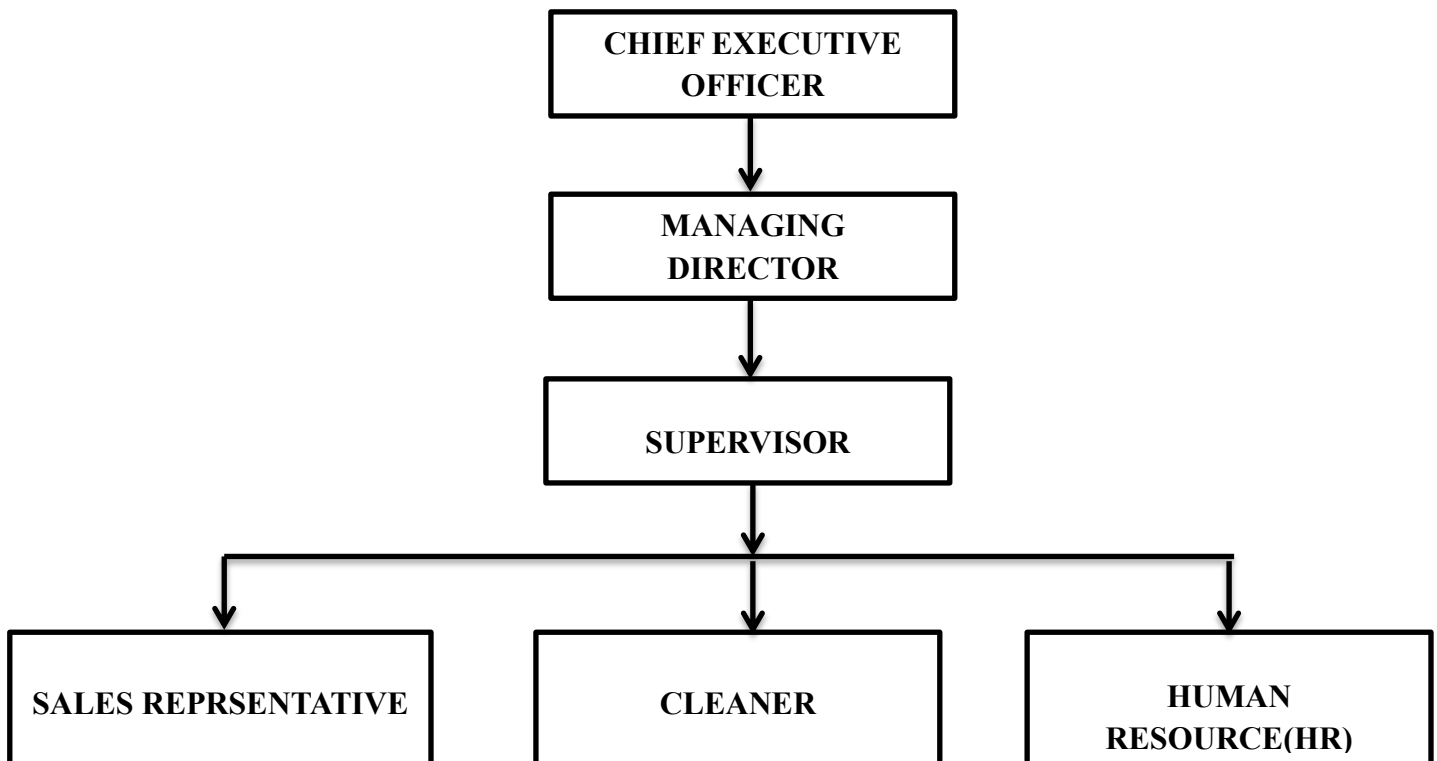 CHIEF EXECUTIVE
OFFICER
MANAGING
DIRECTOR
SUPERVISOR
SALES REPRSENTATIVE
CLEANER
HUMAN
RESOURCE(HR)